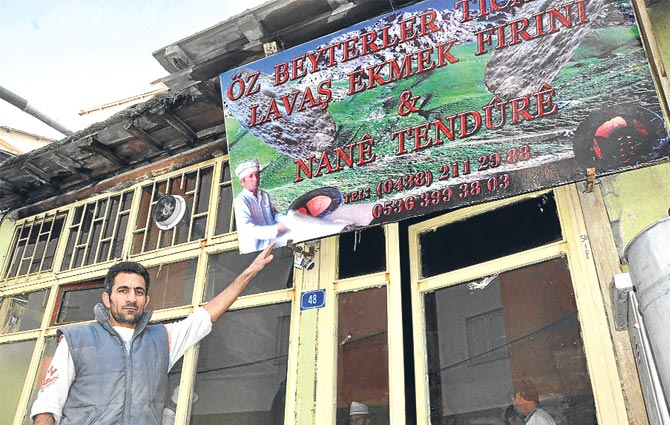 ÖZ BEYTERLER TİC
LAVAŞ EKMEK FIRINI
&
NANÊ TENDÛRÊ
TEL: (0438) 211 29 88
0536 399 38 03
48